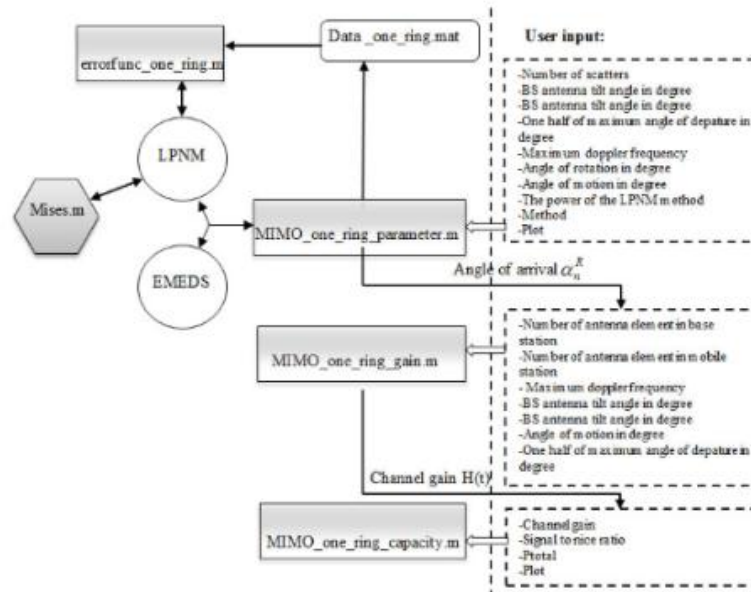 Data _one_ring.mat
User input:
errorfunc_one_ring.m
-Number of scatters
-BS antenna tilt angle in degree
-BS antenna tilt angle in degree
-One half of maximum angle of depature in
degree
-Maximum doppler frequency
-Angle of rotation in degree
-Angle of motion in degree
-The power of the LPNM method
-Method
-Plot
LPNM
Mises.m
MIMO_one_ring_parameter.m
EMEDS
Angle of arrival α_n^R
-Number of antenna element in base
station
-Number of antenna element in mobile
station
- Maximum doppler frequency
-BS antenna tilt angle in degree
-BS antenna tilt angle in degree
-Angle of motion in degree
-One half of maximum angle of depature in
degree
MIMO_one_ring_gain.m
Channel gain H(t)
-Channel gain
-Signal to nice ratio
-Ptotal
-Plot
MIMO_one_ring_capacity.m